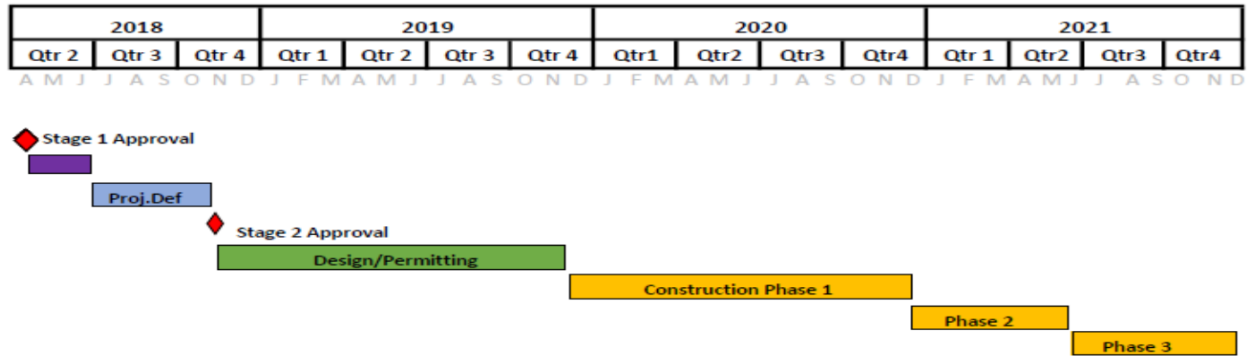 2018 2019 2020 2021
Qtr 2 Qtr 3 Qtr 4 Qtr 1 Qtr 2 Qtr 3 Qtr 4 Qtr1 Qtr2 Qtr3 Qtr4 Qtr 1 Qtr2 Qtr3 Qtr4
A M J J A S O N D J F M A M J J A S O N D J F M A M J J A S O N D J F M A M J J A S O N D
Stage 1 Approval
Proj.Def
Stage 2 Approval
Design/Permitting
Construction Phase 1
Phase 2
Phase 3